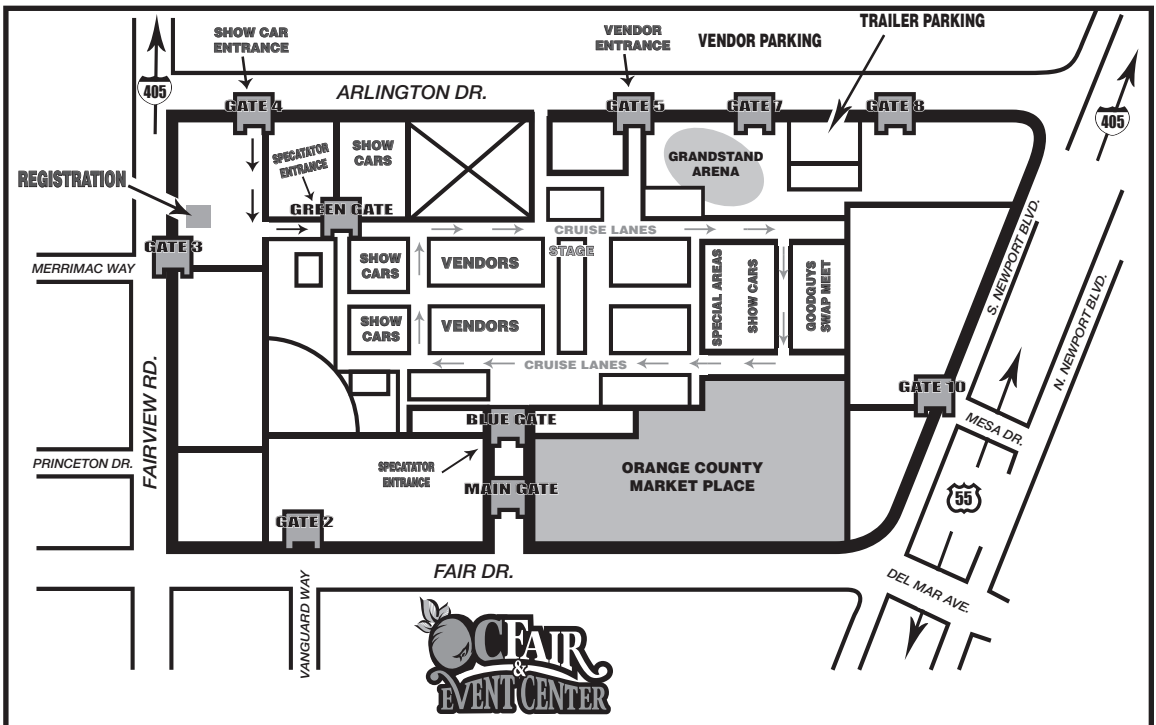 SHOW CAR
ENTRANCE
VENDOR
ENTRANCE
VENDOR PARKING
TRAILER PARKING
405
ARLINGTON DR.
405
GATE 4
GATE 5
GATE 7
GATE 8
SPECATATOR
ENTRANCE
SHOW
CARS
GRANDSTAND
ARENA
REGISTRATION
GREEN GATE
CRUISE LANES
GATE 3
MERRIMAC WAY
SHOW
CARS
VENDORS
STAGE
SPECIAL AREAS
SHOW CARS
GOODGUYS
SWAP MEET
S. NEWPORT BLVD.
N. NEWPORT BLVD.
SHOW
CARS
VENDORS
CRUISE LANES
GATE 10
MESA DR.
FAIRVIEW RD.
BLUE GATE
PRINCETON DR.
SPECATATOR
ENTRANCE
MAIN GATE
ORANGE COUNTY
MARKET PLACE
55
GATE 2
FAIR DR.
DEL MAR AVE.
VANGUARD WAY
OC FAIR
&
EVENT CENTER